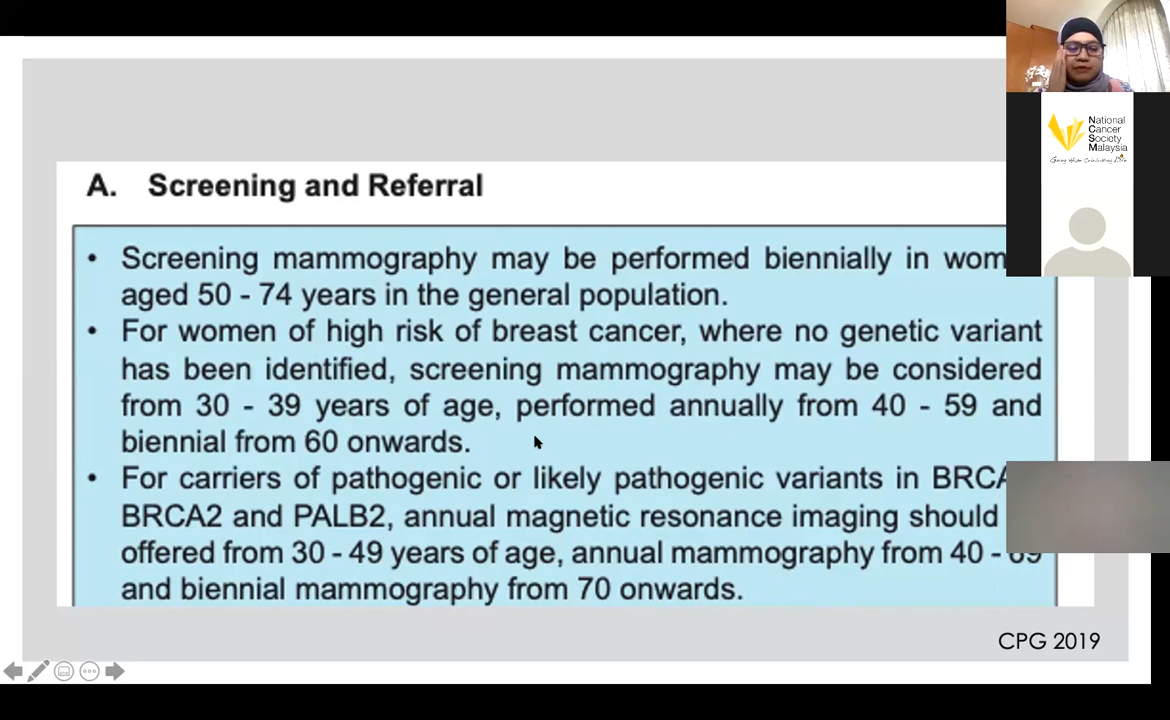 A. Screening and Referral
• Screening mammography may be performed biennially in wom
aged 50 - 74 years in the general population.
• For women of high risk of breast cancer, where no genetic variant
has been identified, screening mammography may be considered
from 30 - 39 years of age, performed annually from 40 - 59 and
biennial from 60 onwards.
• For carriers of pathogenic or likely pathogenic variants in BRCA
BRCA2 and PALB2, annual magnetic resonance imaging should
offered from 30 - 49 years of age, annual mammography from 40 - 69
and biennial mammography from 70 onwards.
CPG 2019
National
Cancer
Society
Malaysia